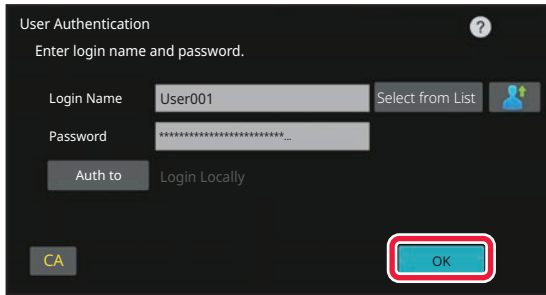 User Authentication
?
Enter login name and password.
Login Name User001 Select from List
Password *************************...
Auth to Login Locally
CA OK